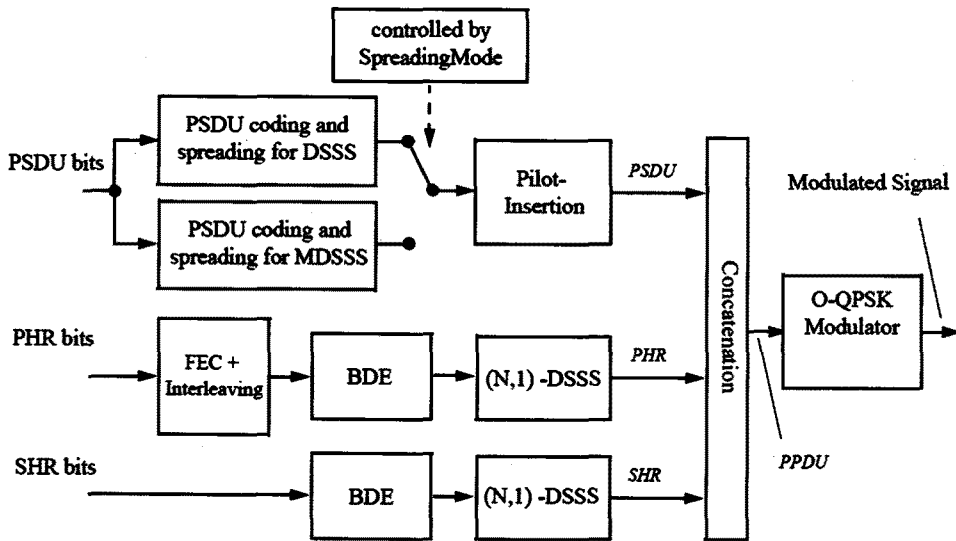 controlled by
SpreadingMode
PSDU bits
PSDU coding and
spreading for DSSS
PSDU coding and
spreading for MDSSS
Pilot-
Insertion
PSDU
Modulated Signal
Concatenation
O-QPSK
Modulator
PHR bits
FEC +
Interleaving
BDE
(N,1) -DSSS
PHR
PPDU
SHR bits
BDE
(N,1) -DSSS
SHR